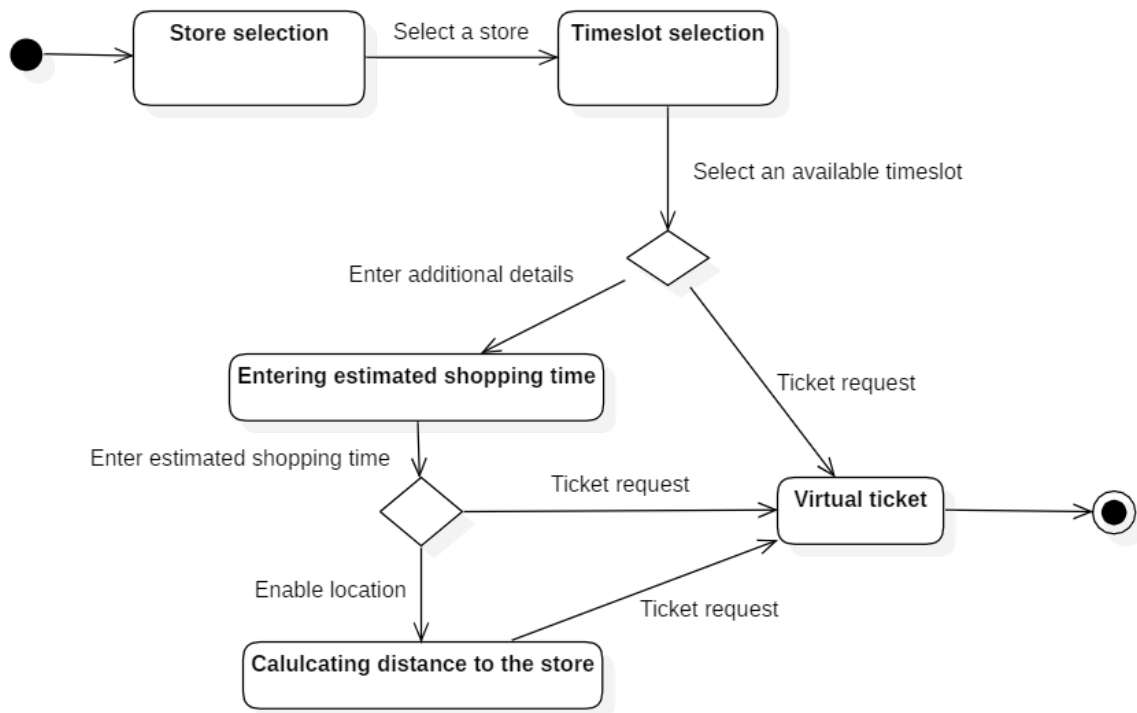 Store selection
Select a store
Timeslot selection
Select an available timeslot
Enter additional details
Entering estimated shopping time
Ticket request
Enter estimated shopping time
Ticket request
Virtual ticket
Enable location
Ticket request
Calulcating distance to the store